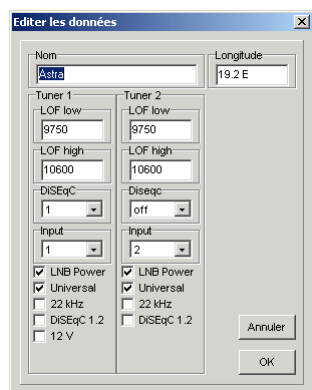 Editer les données
Nom
Astra
Longitude
19.2 E
Tuner 1
LOF low
9750
LOF high
10600
DiSEqC
1
Input
1
LNB Power
Universal
22 kHz
DiSEqC 1.2
12 V
Tuner 2
LOF low
9750
LOF high
10600
Diseqc
off
Input
2
LNB Power
Universal
22 kHz
DiSEqC 1.2
Annuler
OK